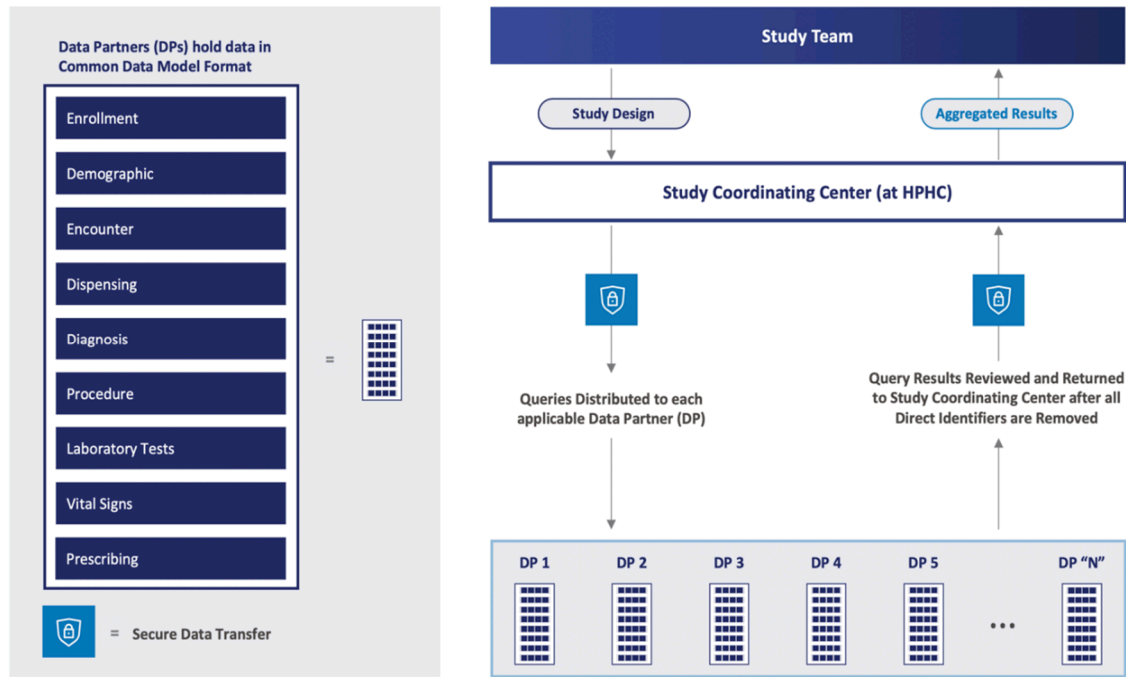 Data Partners (DPs) hold data in
Common Data Model Format
Enrollment
Demographic
Encounter
Dispensing
Diagnosis
Procedure
Laboratory Tests
Vital Signs
Prescribing
=
= Secure Data Transfer
Study Team
Study Design
Aggregated Results
Study Coordinating Center (at HPHC)
Queries Distributed to each
applicable Data Partner (DP)
Query Results Reviewed and Returned
to Study Coordinating Center after all
Direct Identifiers are Removed
DP 1 DP 2 DP 3 DP 4 DP 5 DP “N”
...